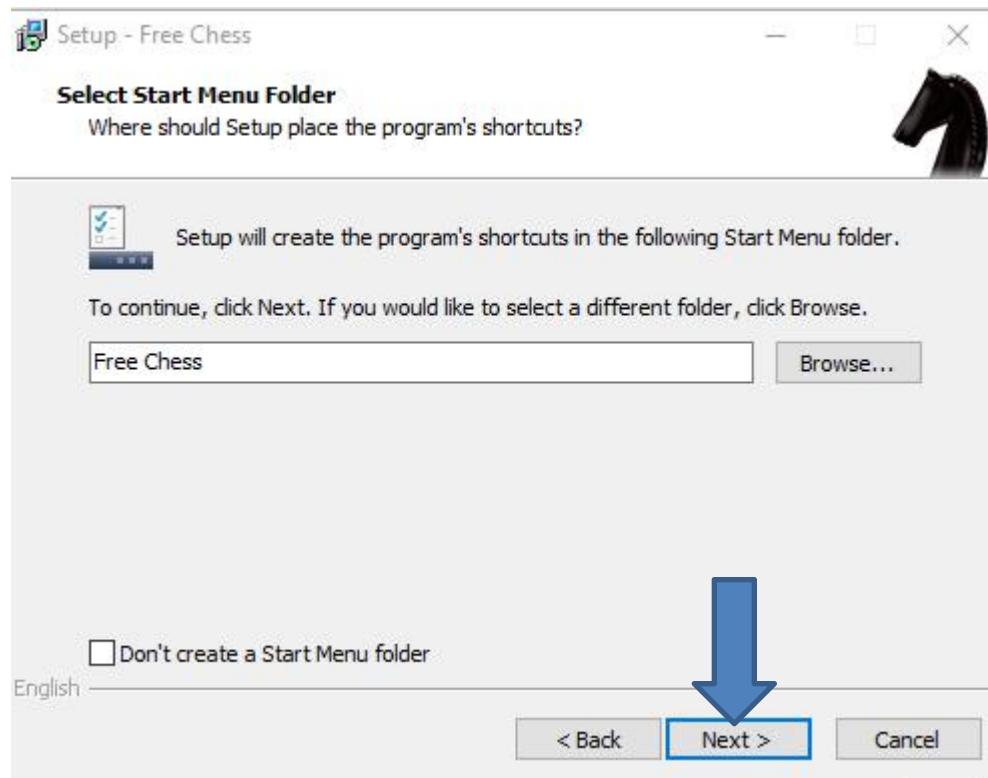 Setup - Free Chess
Select Start Menu Folder
Where should Setup place the program's shortcuts?
Setup will create the program's shortcuts in the following Start Menu folder.
To continue, click Next. If you would like to select a different folder, click Browse.
Free Chess
Browse...
Don't create a Start Menu folder
English
< Back
Next >
Cancel